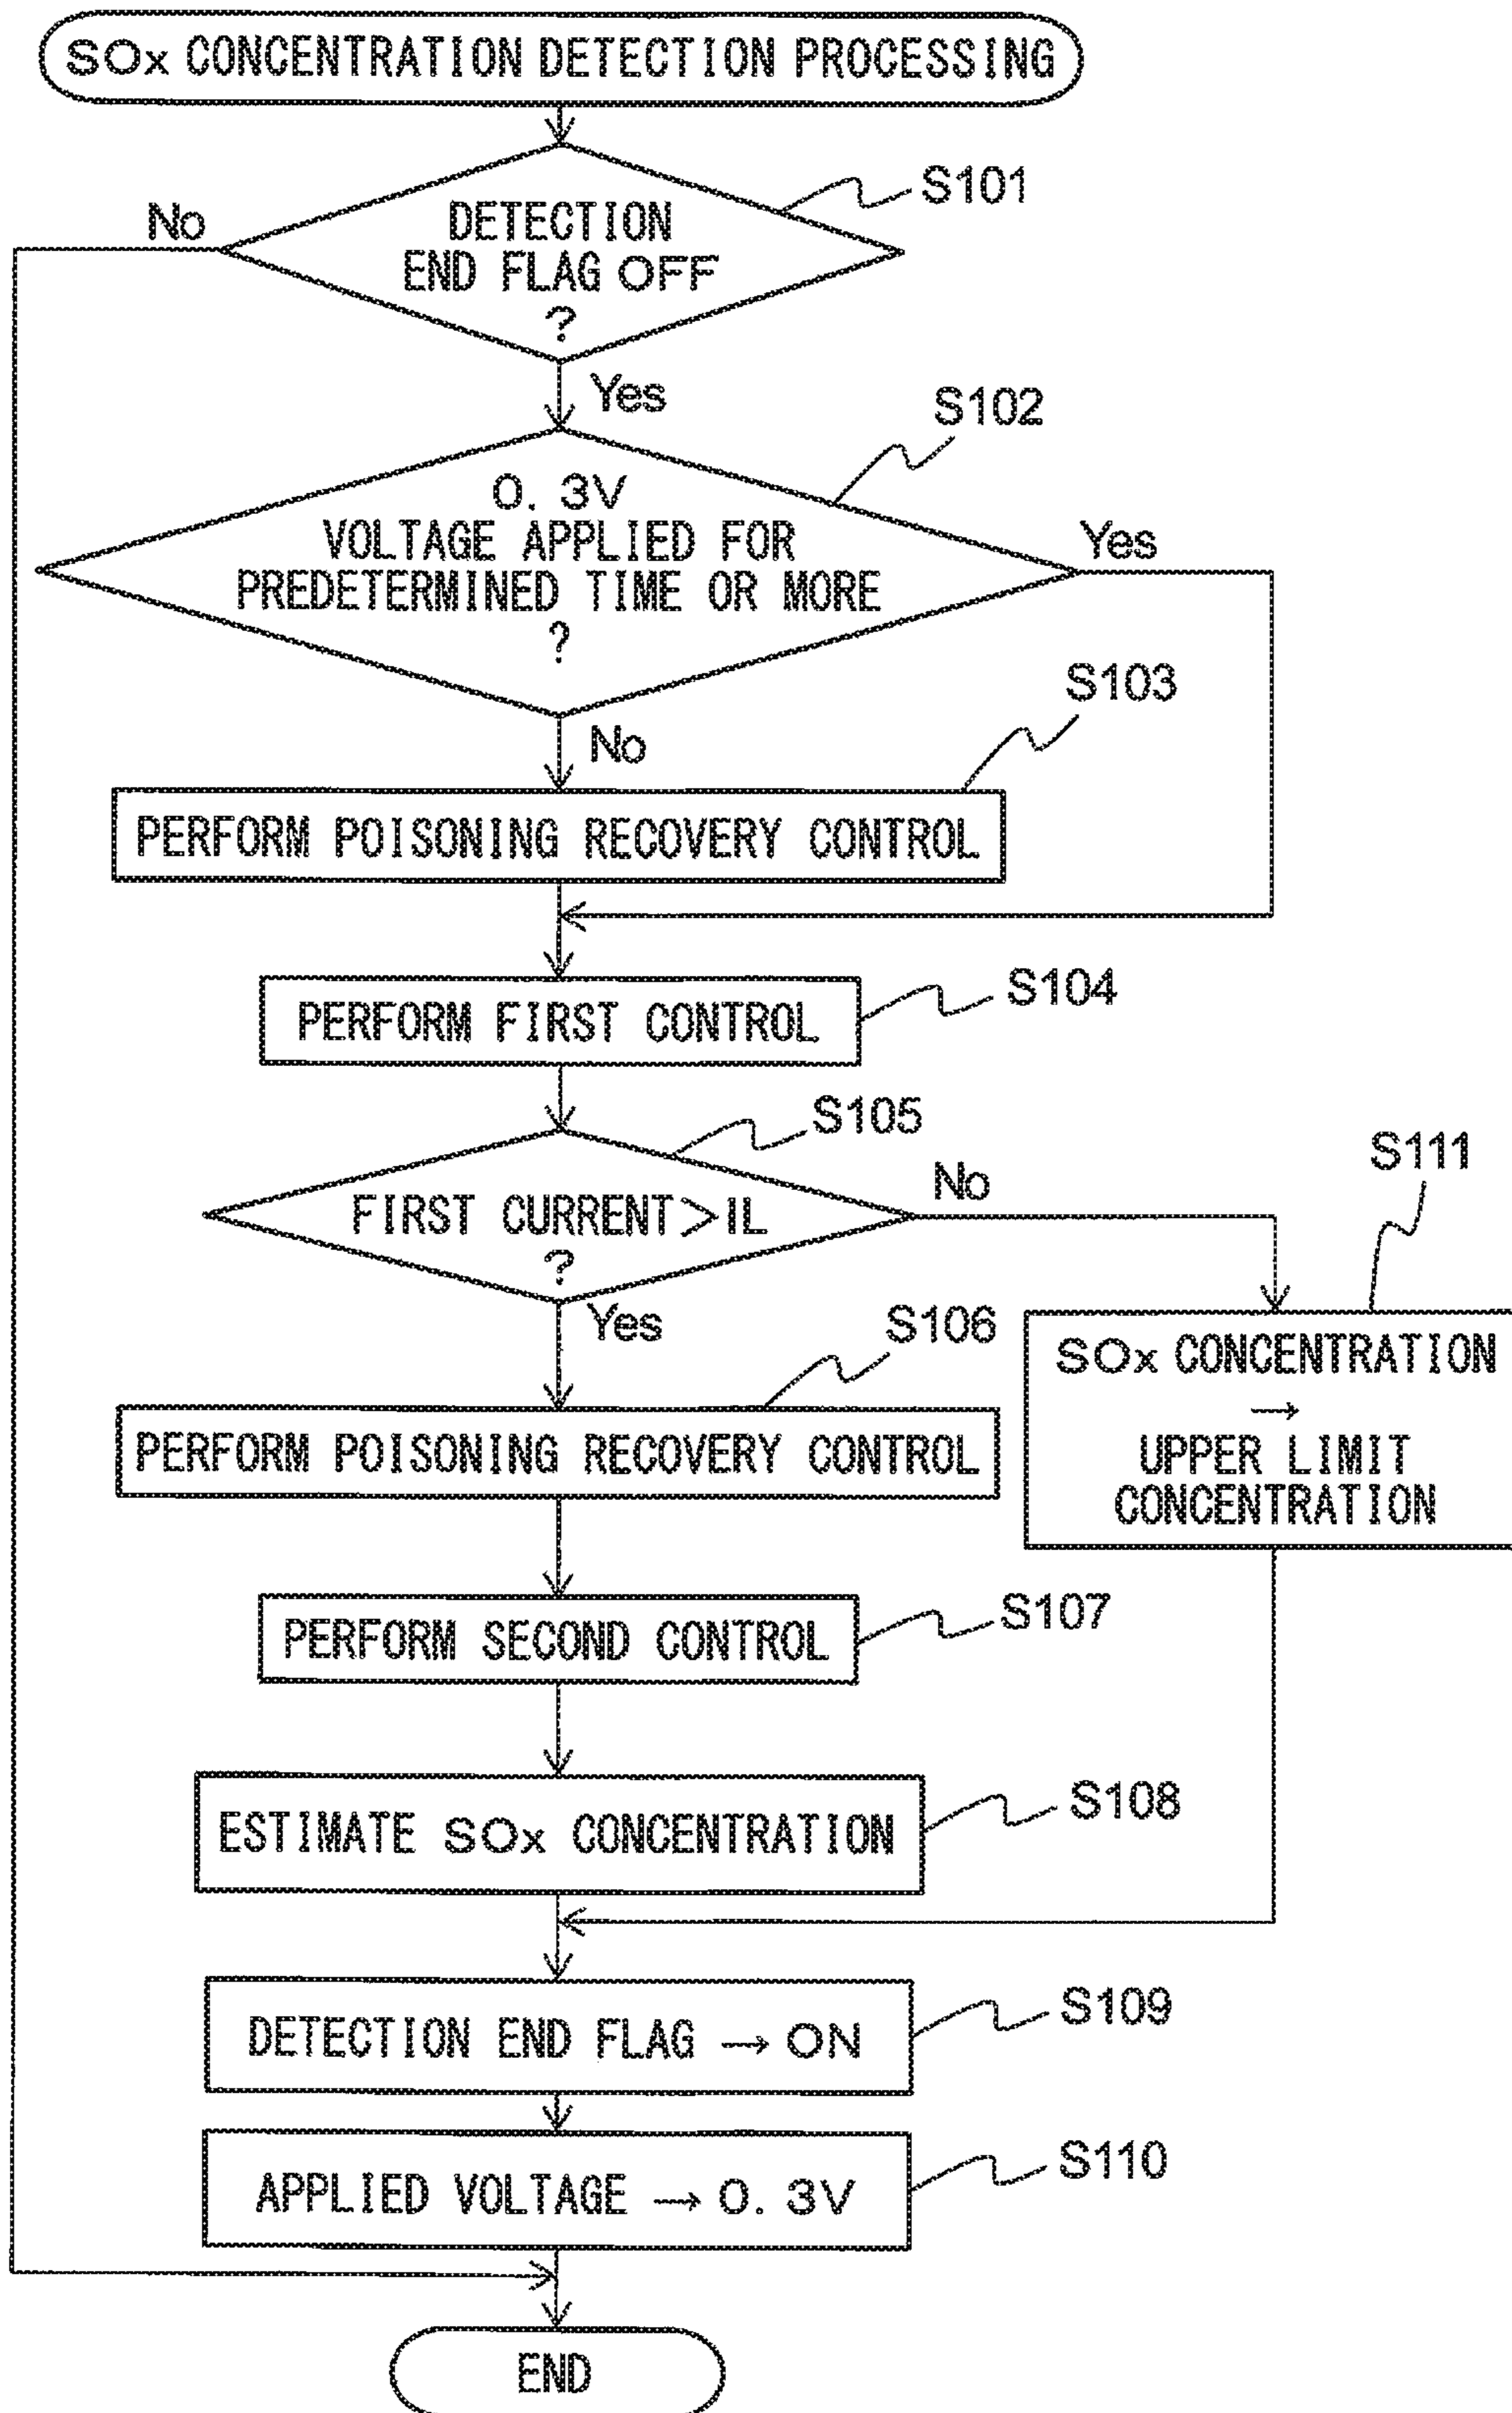 SOx CONCENTRATION DETECTION PROCESSING
S101
No
DETECTION
END FLAG OFF
?
Yes
S102
0. 3V
VOLTAGE APPLIED FOR
PREDETERMINED TIME OR MORE
?
Yes
No
S103
PERFORM POISONING RECOVERY CONTROL
S104
PERFORM FIRST CONTROL
S105
FIRST CURRENT>IL
?
No
Yes
S111
SOx CONCENTRATION
→
UPPER LIMIT
CONCENTRATION
S106
PERFORM POISONING RECOVERY CONTROL
S107
PERFORM SECOND CONTROL
S108
ESTIMATE SOx CONCENTRATION
S109
DETECTION END FLAG → ON
S110
APPLIED VOLTAGE → 0. 3V
END